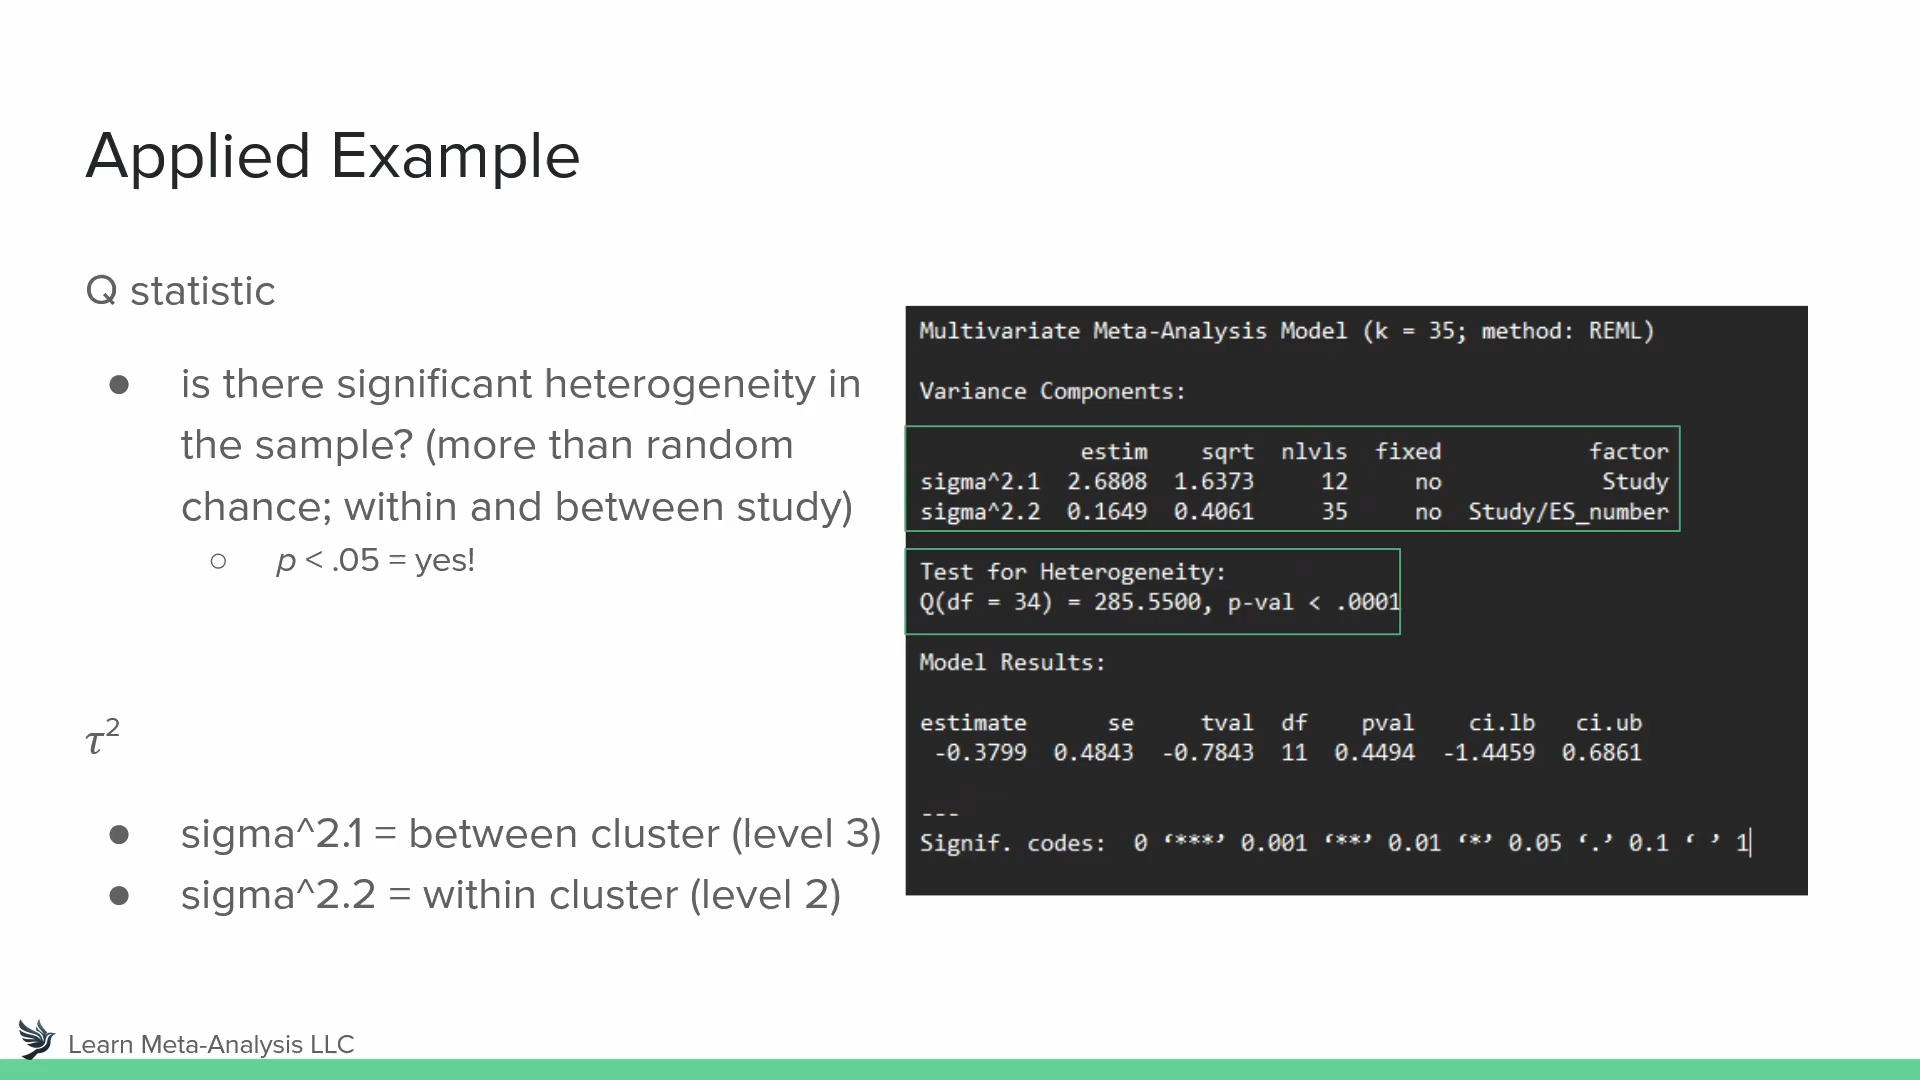 Applied Example
Q statistic
● is there significant heterogeneity in
the sample? (more than random
chance; within and between study)
○ p < .05 = yes!
τ²
● sigma^2.1 = between cluster (level 3)
● sigma^2.2 = within cluster (level 2)
Multivariate Meta-Analysis Model (k = 35; method: REML)
Variance Components:
estim sqrt nlvls fixed factor
sigma^2.1 2.6808 1.6373 12 no Study
sigma^2.2 0.1649 0.4061 35 no Study/ES_number
Test for Heterogeneity:
Q(df = 34) = 285.5500, p-val < .0001
Model Results:
estimate se tval df pval ci.lb ci.ub
-0.3799 0.4843 -0.7843 11 0.4494 -1.4459 0.6861
---
Signif. codes: 0 ‘***’ 0.001 ‘**’ 0.01 ‘*’ 0.05 ‘.’ 0.1 ‘ ’ 1
Learn Meta-Analysis LLC